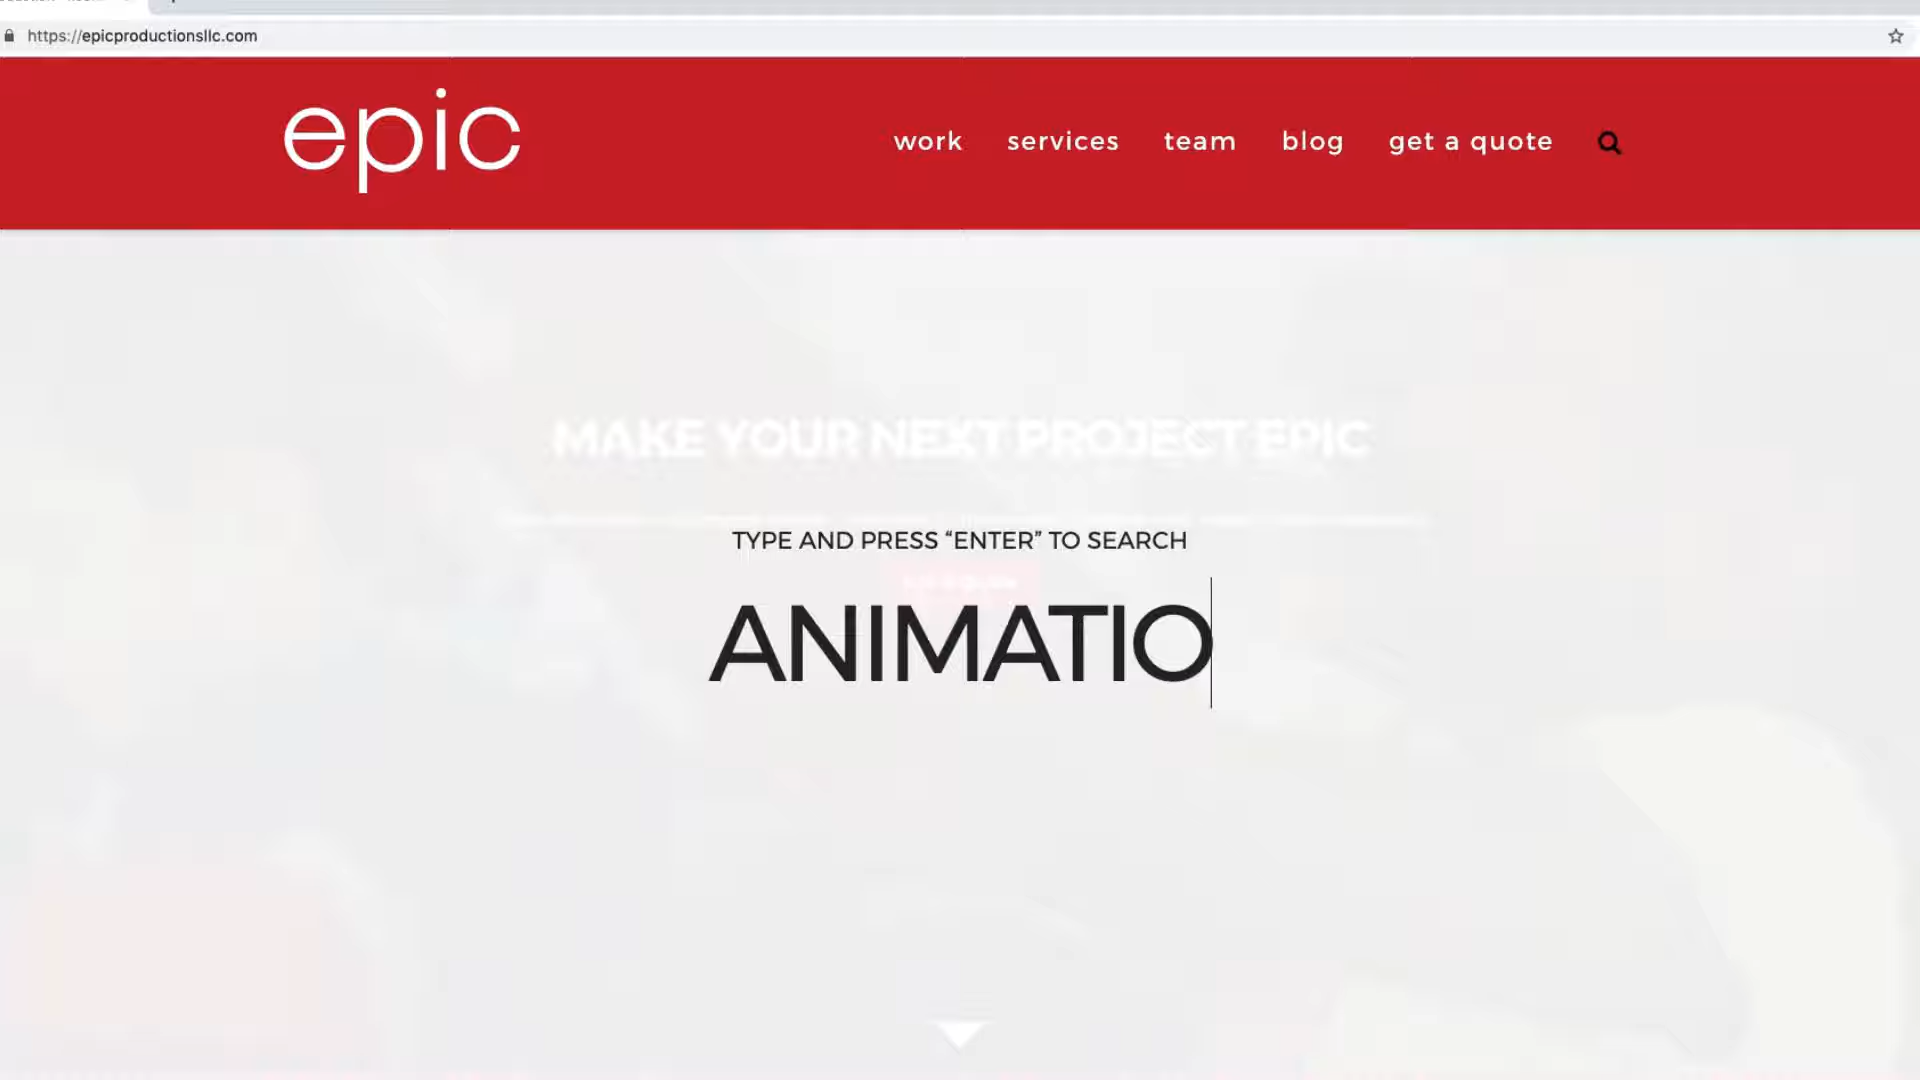 https://epicproductionsllc.com
epic
work services team blog get a quote
MAKE YOUR NEXT PROJECT EPIC
TYPE AND PRESS “ENTER” TO SEARCH
ANIMATIO